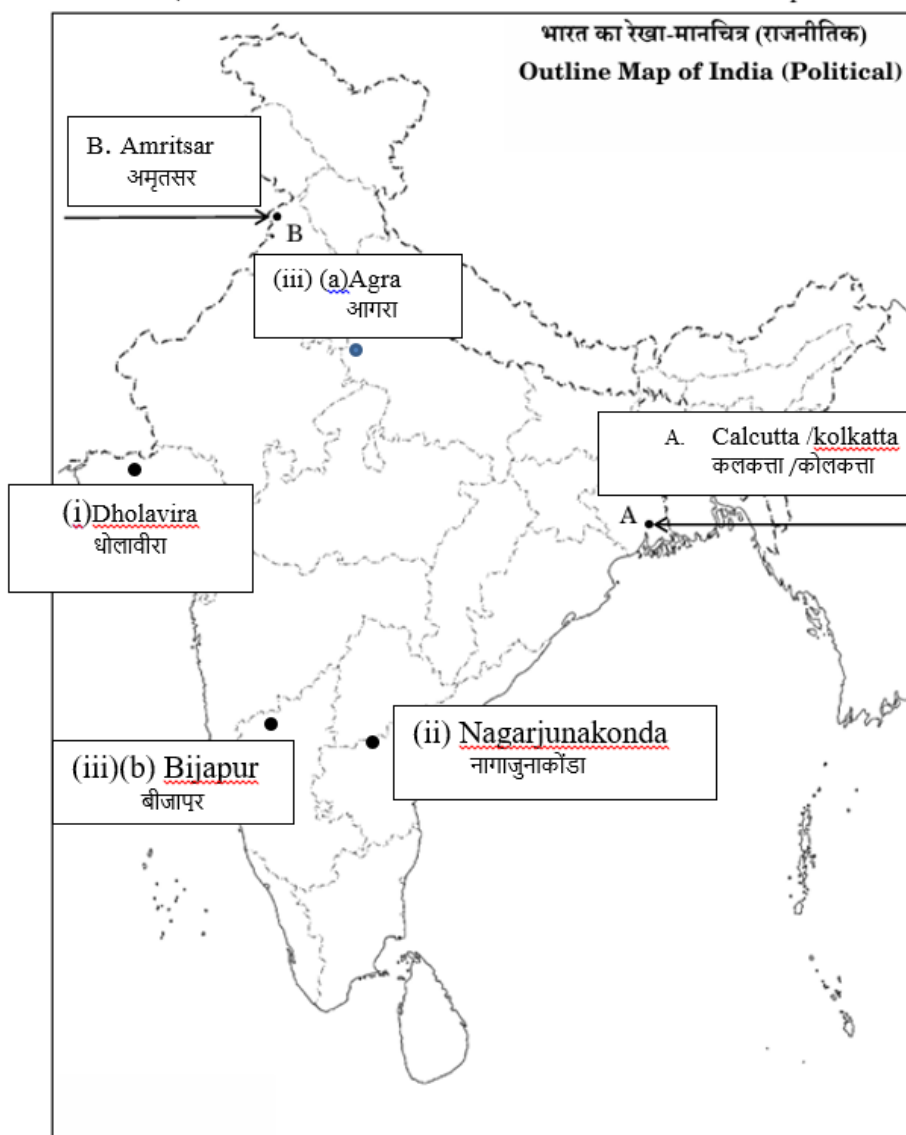 भारत का रेखा-मानचित्र (राजनीतिक)
Outline Map of India (Political)
B. Amritsar
अमृतसर
B
(iii) (a)Agra
आगरा
A. Calcutta /kolkatta
कलकत्ता /कोलकत्ता
A
(i)Dholavira
धोलावीरा
(ii) Nagarjunakonda
नागाजुनाकोंडा
(iii)(b) Bijapur
बीजापर